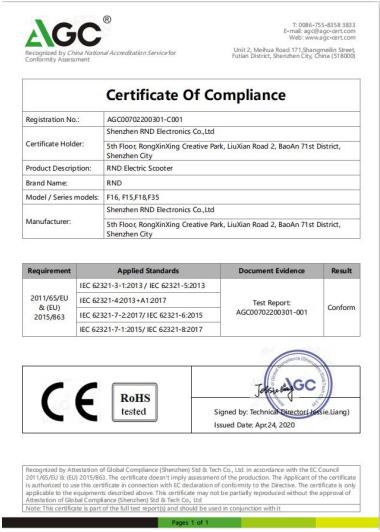 AGC®
Recognized by China National Accreditation Service for
Conformity Assessment
T: 0086-755-8358 3833
E-mail: agc@agc-cert.com
Web: www.agc-cert.com
Unit 2, Meihua Road 171,Shangmeilin Street,
Futian District, Shenzhen City, China (518000)
Certificate Of Compliance
Registration No.: AGC00702200301-C001
Certificate Holder:
Shenzhen RND Electronics Co.,Ltd
5th Floor, RongXinXing Creative Park, LiuXian Road 2, BaoAn 71st District,
Shenzhen City
Product Description: RND Electric Scooter
Brand Name: RND
Model / Series models: F16, F15,F18,F35
Manufacturer:
Shenzhen RND Electronics Co.,Ltd
5th Floor, RongXinXing Creative Park, LiuXian Road 2, BaoAn 71st District,
Shenzhen City
Requirement Applied Standards Document Evidence Result
2011/65/EU
& (EU)
2015/863
IEC 62321-3-1:2013 / IEC 62321-5:2013
IEC 62321-4:2013+A1:2017
IEC 62321-7-2:2017/ IEC 62321-6:2015
IEC 62321-7-1:2015/ IEC 62321-8:2017
Test Report:
AGC00702200301-001
Conform
CE
RoHS
tested
AGC
Signed by: Technical Director(Jessie.Liang)
Issued Date: Apr.24, 2020
Recognized by Attestation of Global Compliance (Shenzhen) Std & Tech Co., Ltd. in accordance with the EC Council
2011/65/EU & (EU) 2015/863. The certificate doesn't imply assessment of the production. The Applicant of the certificate
is authorized to use this certificate in connection with EC declaration of conformity to the Directive. The certificate is only
applicable to the equipments described above. This certificate may not be partially reproduced without the approval of
Attestation of Global Compliance (Shenzhen) Std & Tech Co., Ltd
Note: This certificate is part of the full test report(s) and should be used in conjunction with it
Pages 1 of 1